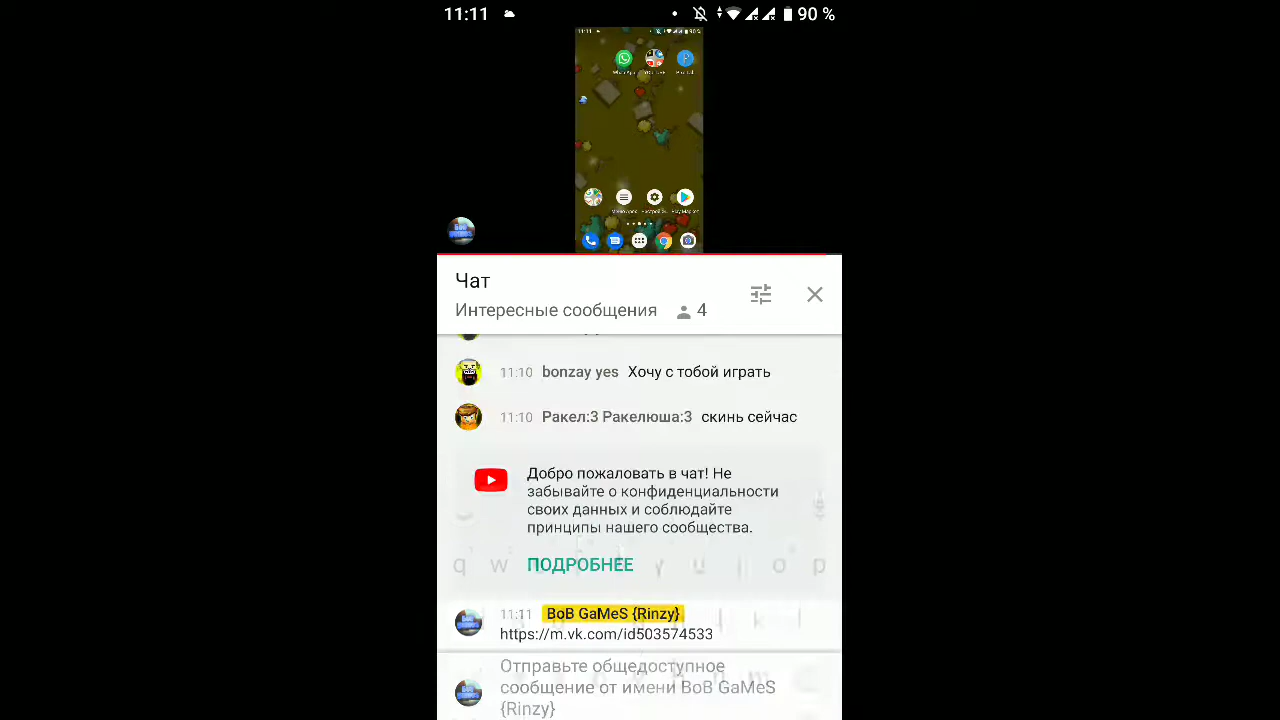 11:11
90 %
Чат
Интересные сообщения 4
11:10 bonzay yes Хочу с тобой играть
11:10 Ракел:3 Ракелюша:3 скинь сейчас
Добро пожаловать в чат! Не
забывайте о конфиденциальности
своих данных и соблюдайте
принципы нашего сообщества.
ПОДРОБНЕЕ
11:11 BoB GaMeS {Rinzy}
https://m.vk.com/id503574533
Отправьте общедоступное
сообщение от имени BoB GaMeS
{Rinzy}